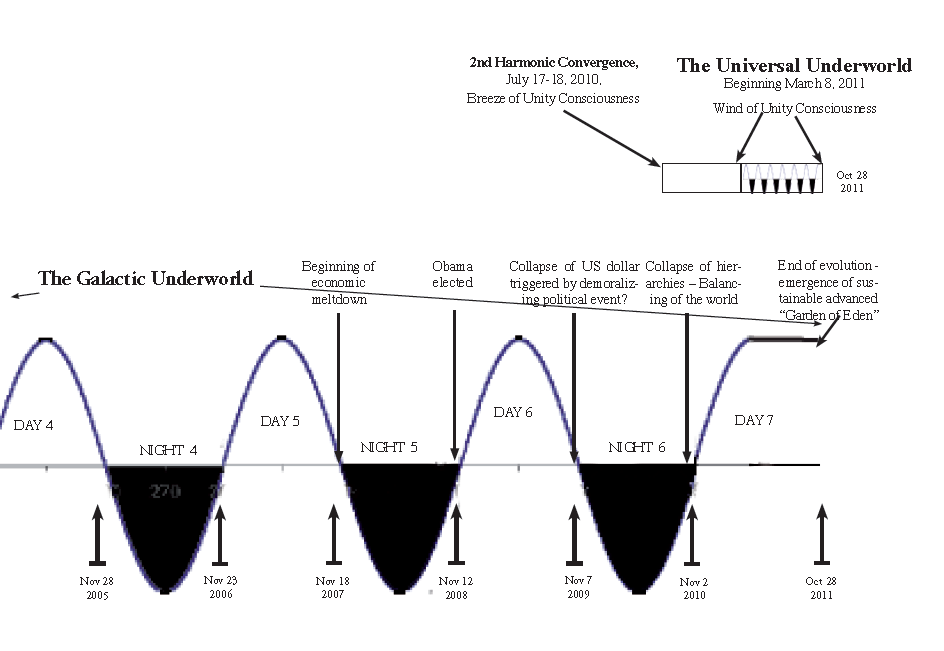 2nd Harmonic Convergence,
July 17-18, 2010,
Breeze of Unity Consciousness
The Universal Underworld
Beginning March 8, 2011
Wind of Unity Consciousness
Oct 28
2011
The Galactic Underworld
Beginning of
economic
meltdown
Obama
elected
Collapse of US dollar
triggered by demoraliz-
ing political event?
Collapse of hier-
archies – Balanc-
ing of the world
End of evolution -
emergence of sus-
tainable advanced
“Garden of Eden”
DAY 4
NIGHT 4
DAY 5
NIGHT 5
DAY 6
NIGHT 6
DAY 7
270
Nov 28
2005
Nov 23
2006
Nov 18
2007
Nov 12
2008
Nov 7
2009
Nov 2
2010
Oct 28
2011